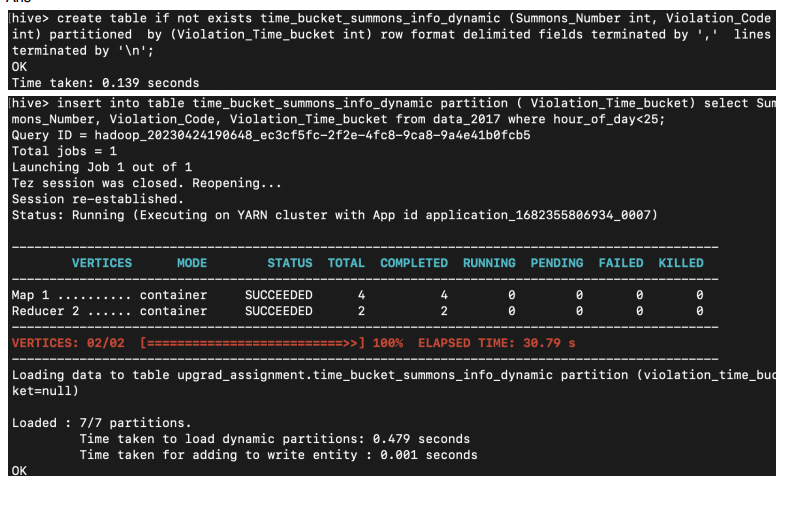 [hive> create table if not exists time_bucket_summons_info_dynamic (Summons_Number int, Violation_Code
int) partitioned  by (Violation_Time_bucket int) row format delimited fields terminated by ','  lines
terminated by '\n';
OK
Time taken: 0.139 seconds
[hive> insert into table time_bucket_summons_info_dynamic partition ( Violation_Time_bucket) select Sum
mons_Number, Violation_Code, Violation_Time_bucket from data_2017 where hour_of_day<25;
Query ID = hadoop_20230424190648_ec3cf5fc-2f2e-4fc8-9ca8-9a4e41b0fcb5
Total jobs = 1
Launching Job 1 out of 1
Tez session was closed. Reopening...
Session re-established.
Status: Running (Executing on YARN cluster with App id application_1682355806934_0007)
----------------------------------------------------------------------------------------------
VERTICES      MODE        STATUS  TOTAL  COMPLETED  RUNNING  PENDING  FAILED  KILLED
----------------------------------------------------------------------------------------------
Map 1 .......... container     SUCCEEDED      4          4        0        0       0       0
Reducer 2 ...... container     SUCCEEDED      2          2        0        0       0       0
----------------------------------------------------------------------------------------------
VERTICES: 02/02  [==========================>>] 100%  ELAPSED TIME: 30.79 s
----------------------------------------------------------------------------------------------
Loading data to table upgrad_assignment.time_bucket_summons_info_dynamic partition (violation_time_buc
ket=null)
Loaded : 7/7 partitions.
Time taken to load dynamic partitions: 0.479 seconds
Time taken for adding to write entity : 0.001 seconds
OK